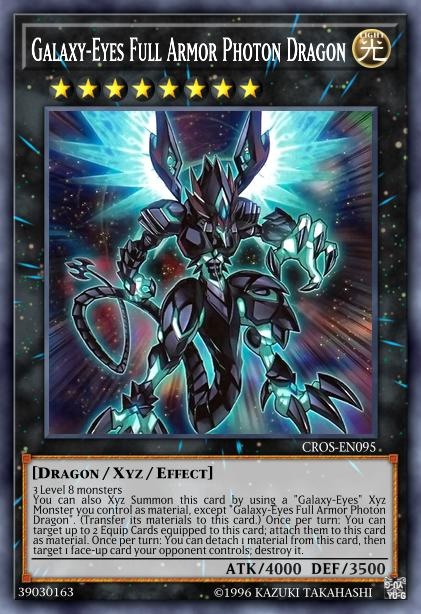 GALAXY-EYES FULL ARMOR PHOTON DRAGON
LIGHT
光
CROS-EN095
[DRAGON / XYZ / EFFECT]
3 Level 8 monsters
You can also Xyz Summon this card by using a "Galaxy-Eyes" Xyz
Monster you control as material, except "Galaxy-Eyes Full Armor Photon
Dragon". (Transfer its materials to this card.) Once per turn: You can
target up to 2 Equip Cards equipped to this card; attach them to this card
as material. Once per turn: You can detach 1 material from this card, then
target 1 face-up card your opponent controls; destroy it.
ATK/4000 DEF/3500
39030163
©1996 KAZUKI TAKAHASHI